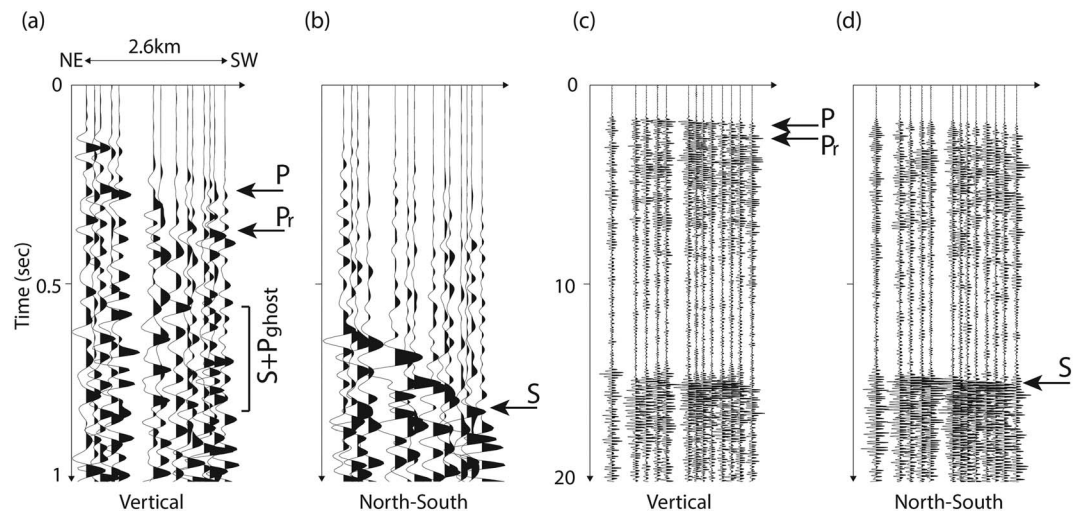 (a)
(b)
(c)
(d)
2.6km
NE
SW
0
0
P
P
Pr
Pr
Time (sec)
0.5
10
S+Pghost
S
S
1
20
Vertical
North-South
Vertical
North-South